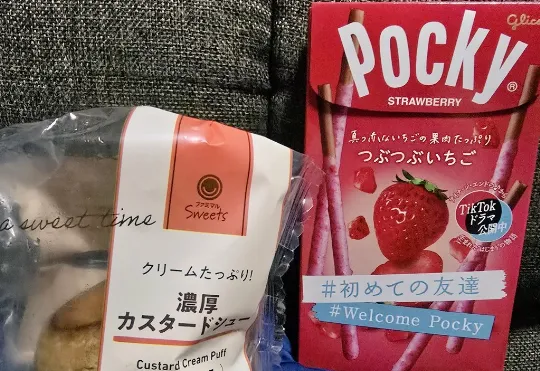 a sweet time
ファミマル
Sweets
クリームたっぷり!
濃厚
カスタードシュー
Custard Cream Puff
Glico
Pocky
®
STRAWBERRY
真っ赤ないちごの果肉たっぷり
つぶつぶいちご
TikTok
ドラマ
公開中
#初めての友達
#Welcome Pocky